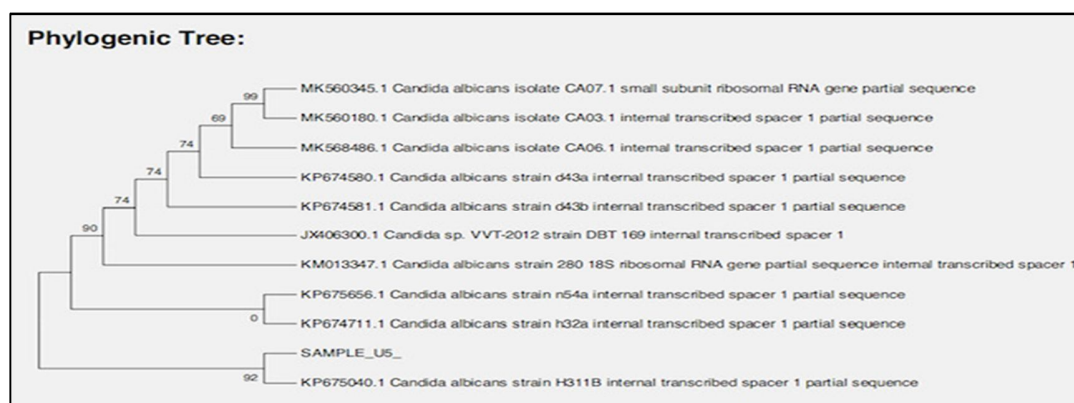 Phylogenic Tree:
99
MK560345.1 Candida albicans isolate CA07.1 small subunit ribosomal RNA gene partial sequence
MK560180.1 Candida albicans isolate CA03.1 internal transcribed spacer 1 partial sequence
69
MK568486.1 Candida albicans isolate CA06.1 internal transcribed spacer 1 partial sequence
74
KP674580.1 Candida albicans strain d43a internal transcribed spacer 1 partial sequence
74
KP674581.1 Candida albicans strain d43b internal transcribed spacer 1 partial sequence
74
JX406300.1 Candida sp. VVT-2012 strain DBT 169 internal transcribed spacer 1
90
KM013347.1 Candida albicans strain 280 18S ribosomal RNA gene partial sequence internal transcribed spacer 1
KP675656.1 Candida albicans strain n54a internal transcribed spacer 1 partial sequence
0
KP674711.1 Candida albicans strain h32a internal transcribed spacer 1 partial sequence
SAMPLE_U5_
92
KP675040.1 Candida albicans strain H311B internal transcribed spacer 1 partial sequence